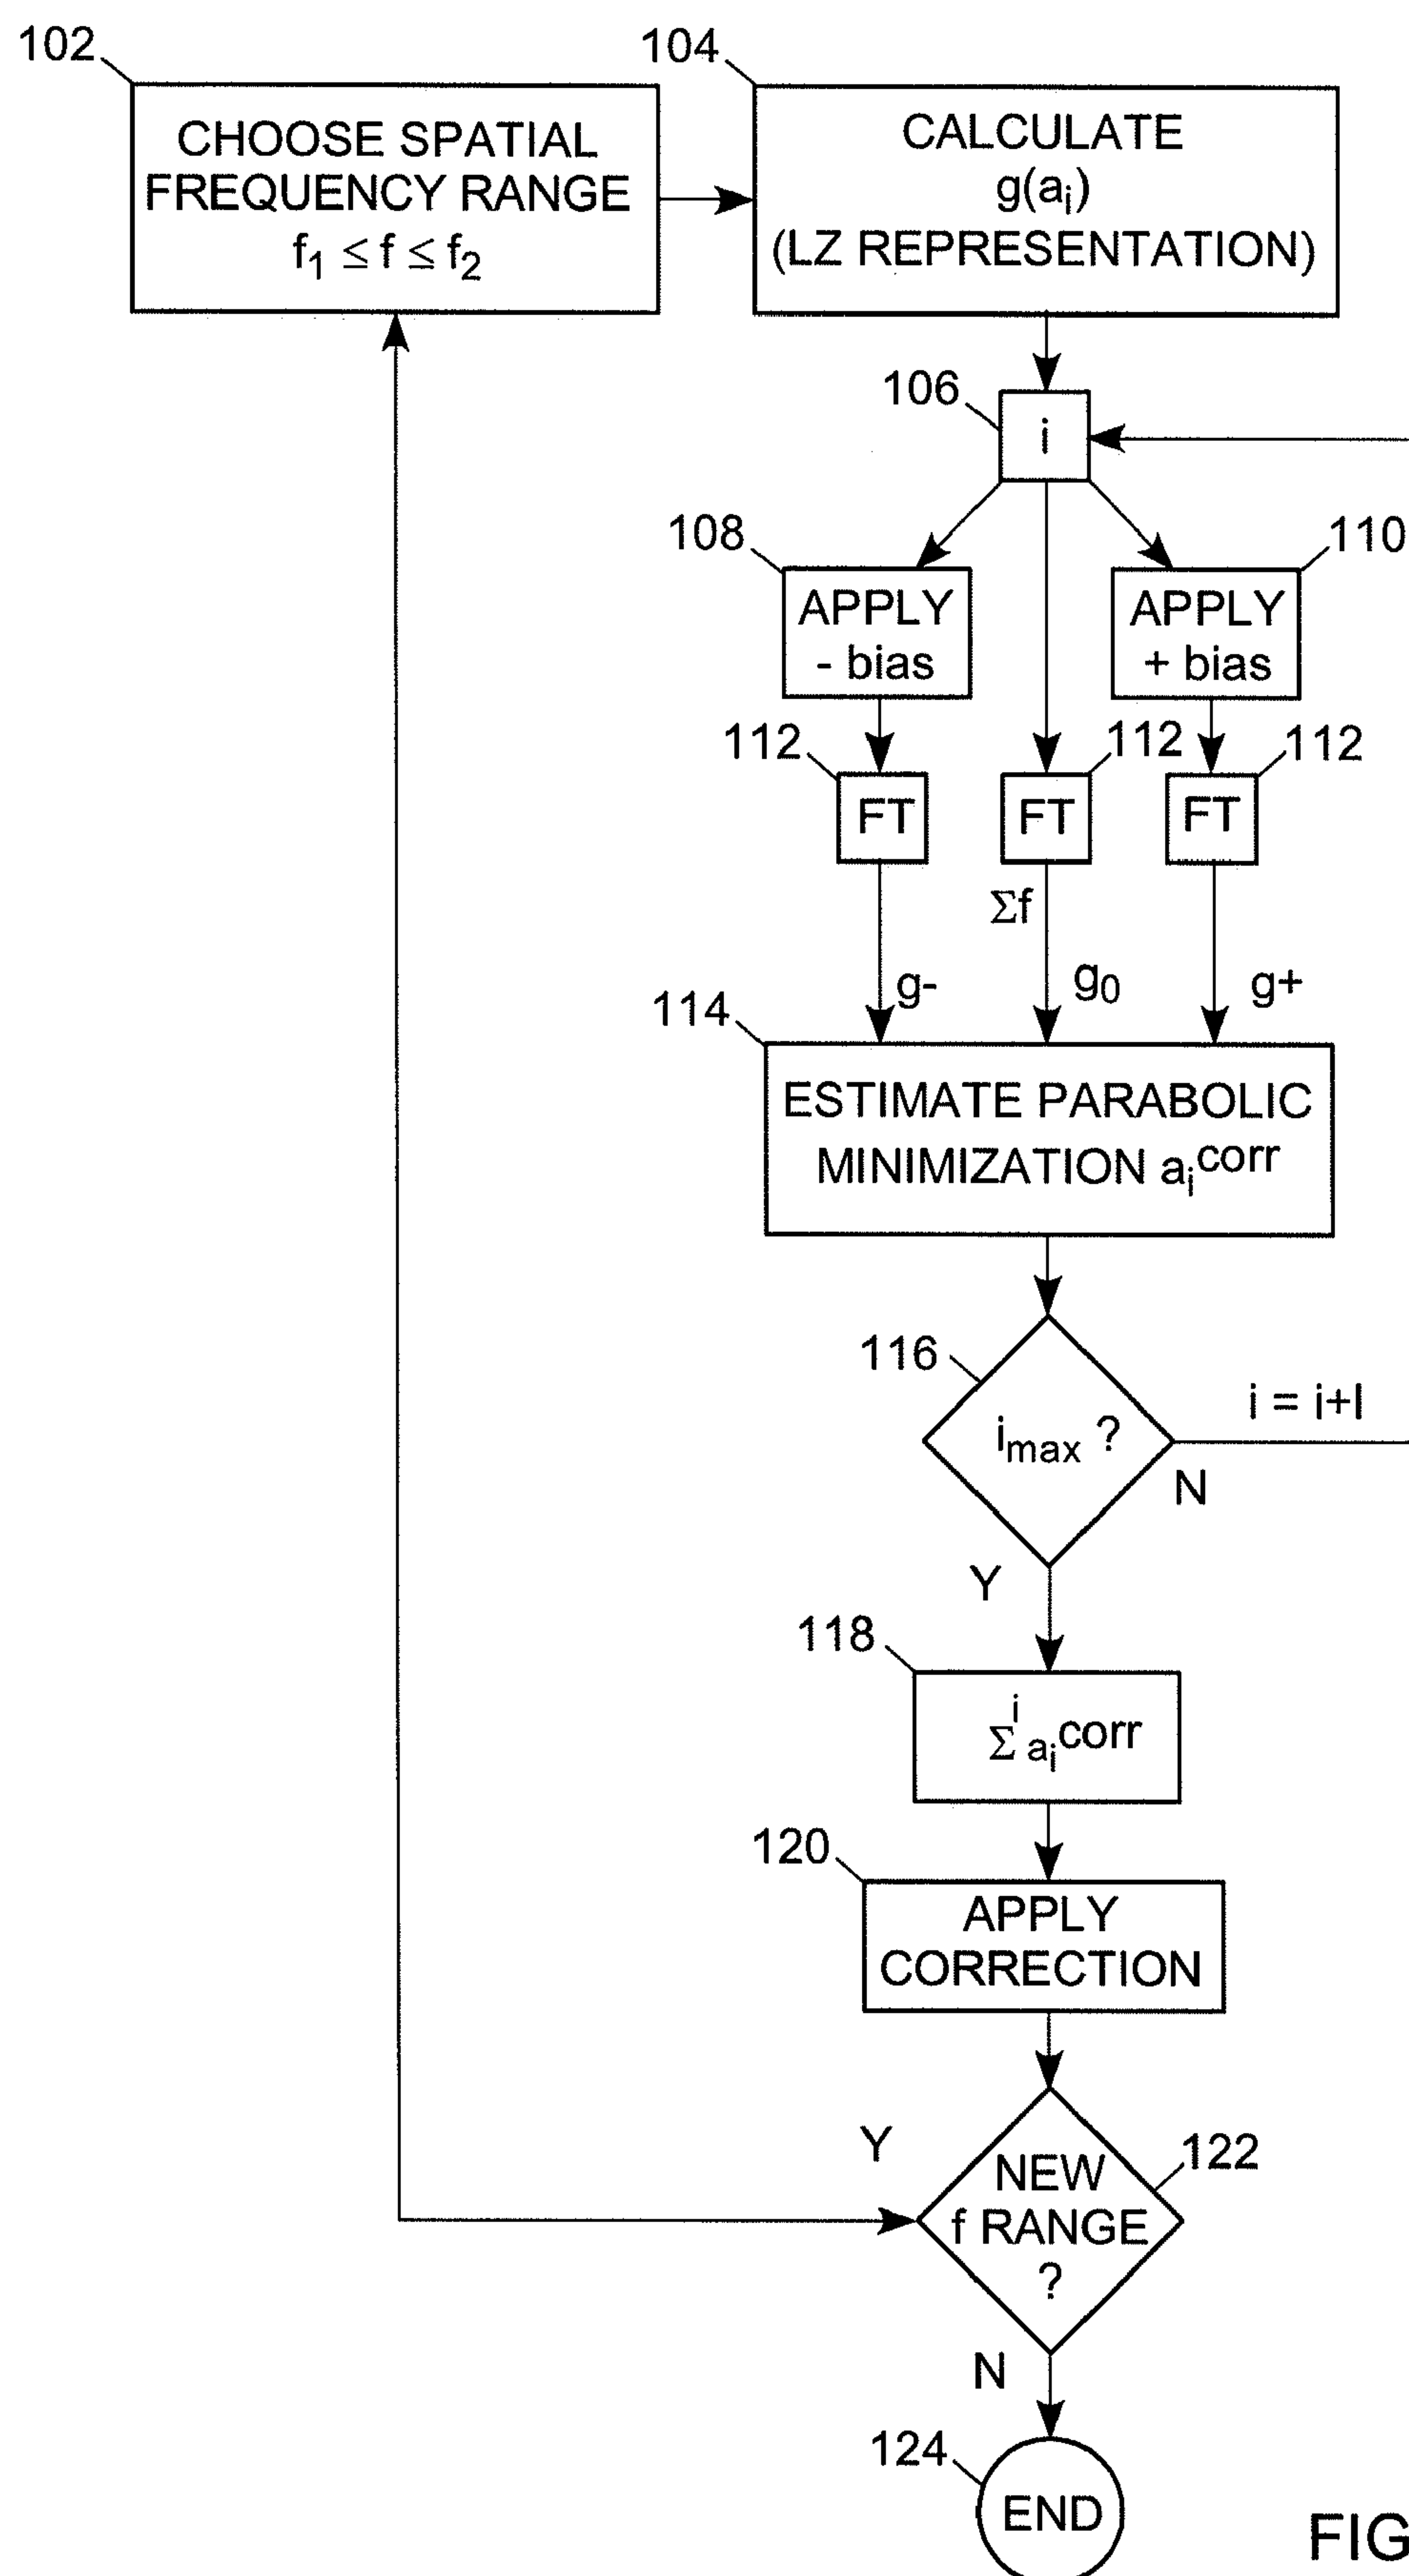 102
CHOOSE SPATIAL
FREQUENCY RANGE
f₁ ≤ f ≤ f₂
104
CALCULATE
g(aᵢ)
(LZ REPRESENTATION)
106
i
108
APPLY
- bias
110
APPLY
+ bias
112
FT
112
FT
112
FT
Σf
g-
g₀
g+
114
ESTIMATE PARABOLIC
MINIMIZATION aᵢcorr
116
imax ?
i = i+I
N
Y
118
Σⁱ aᵢcorr
120
APPLY
CORRECTION
Y
122
NEW
f RANGE
?
N
124
END
FIG